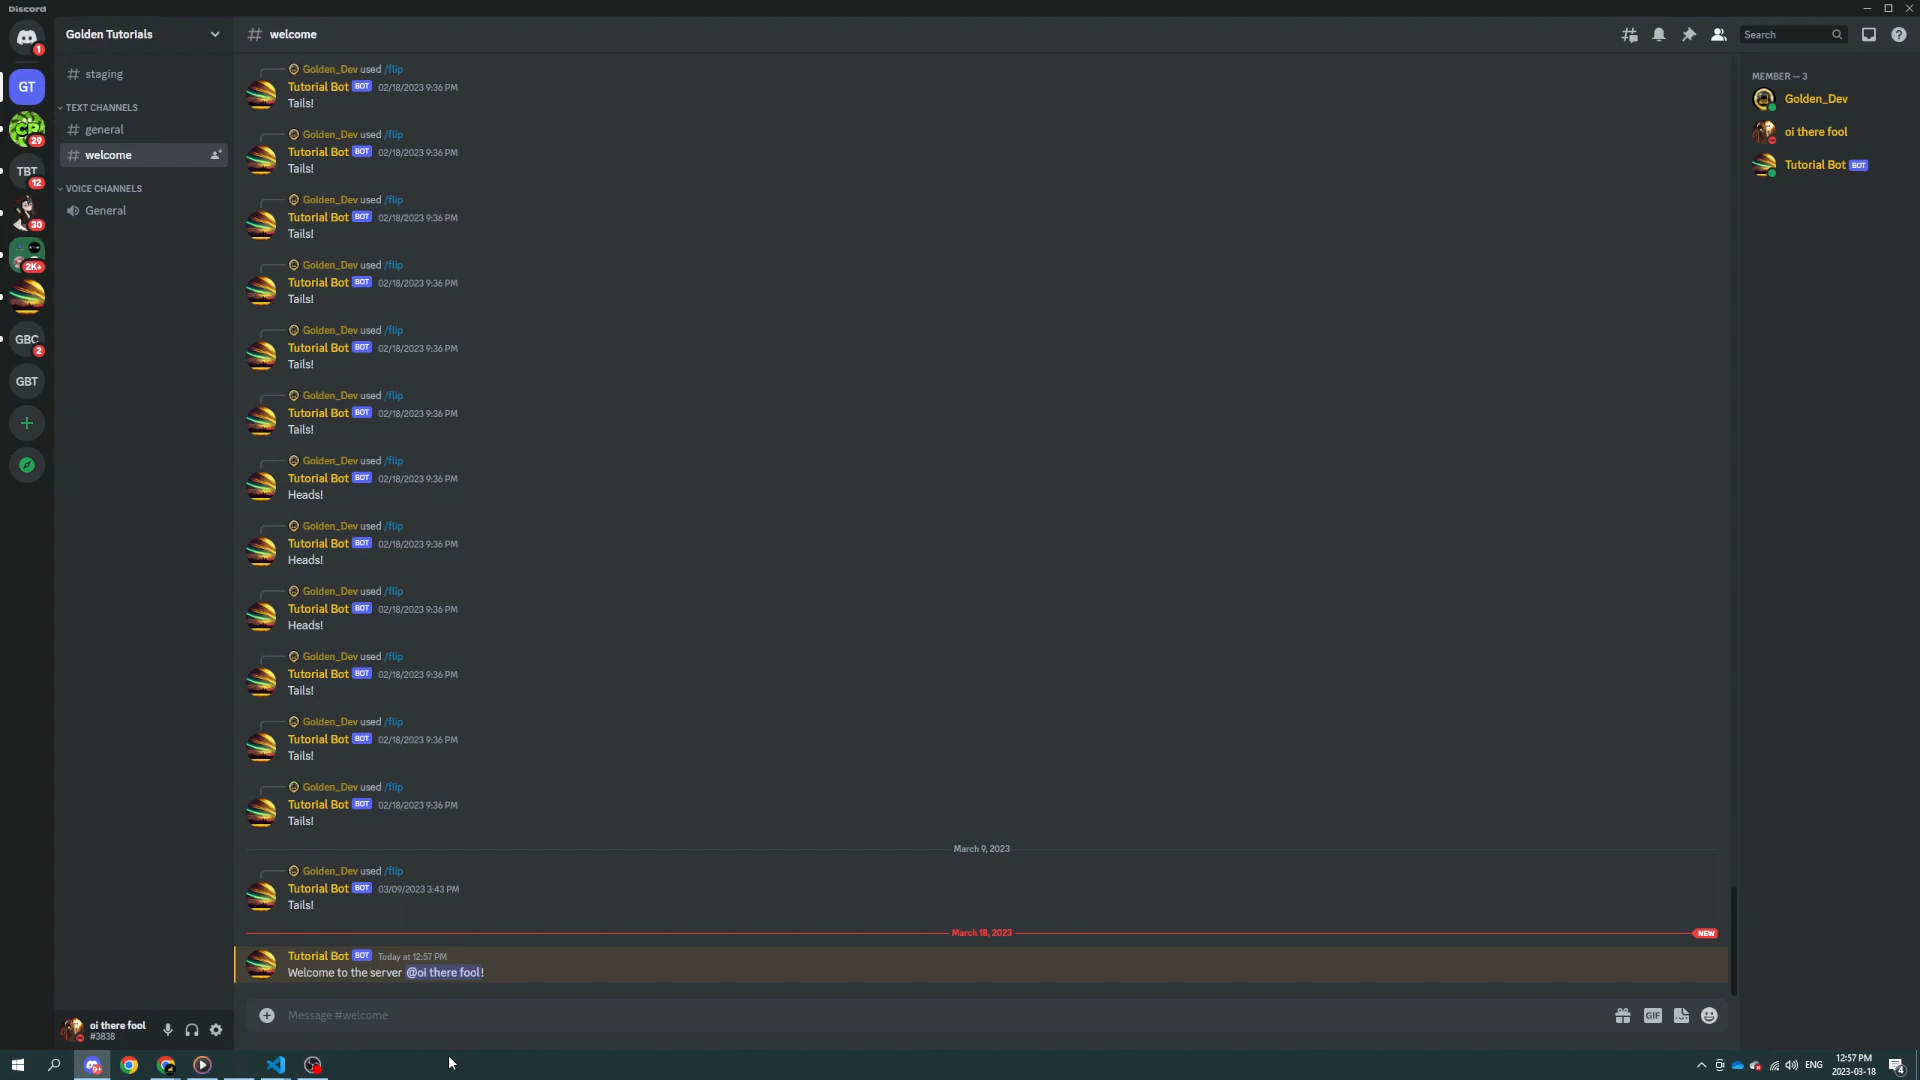 Discord
1
GT
29
TBT
12
30
2K+
GBC
2
GBT
Golden Tutorials
staging
TEXT CHANNELS
general
welcome
VOICE CHANNELS
General
oi there fool
#3838
# welcome
Search
Golden_Dev used /flip
Tutorial Bot BOT 02/18/2023 9:36 PM
Tails!
Golden_Dev used /flip
Tutorial Bot BOT 02/18/2023 9:36 PM
Tails!
Golden_Dev used /flip
Tutorial Bot BOT 02/18/2023 9:36 PM
Tails!
Golden_Dev used /flip
Tutorial Bot BOT 02/18/2023 9:36 PM
Tails!
Golden_Dev used /flip
Tutorial Bot BOT 02/18/2023 9:36 PM
Tails!
Golden_Dev used /flip
Tutorial Bot BOT 02/18/2023 9:36 PM
Tails!
Golden_Dev used /flip
Tutorial Bot BOT 02/18/2023 9:36 PM
Heads!
Golden_Dev used /flip
Tutorial Bot BOT 02/18/2023 9:36 PM
Heads!
Golden_Dev used /flip
Tutorial Bot BOT 02/18/2023 9:36 PM
Heads!
Golden_Dev used /flip
Tutorial Bot BOT 02/18/2023 9:36 PM
Tails!
Golden_Dev used /flip
Tutorial Bot BOT 02/18/2023 9:36 PM
Tails!
Golden_Dev used /flip
Tutorial Bot BOT 02/18/2023 9:36 PM
Tails!
March 9, 2023
Golden_Dev used /flip
Tutorial Bot BOT 03/09/2023 3:43 PM
Tails!
March 18, 2023 NEW
Tutorial Bot BOT Today at 12:57 PM
Welcome to the server @oi there fool!
Message #welcome
GIF
MEMBER — 3
Golden_Dev
oi there fool
Tutorial Bot BOT
9+
ENG
12:57 PM
2023-03-18
4